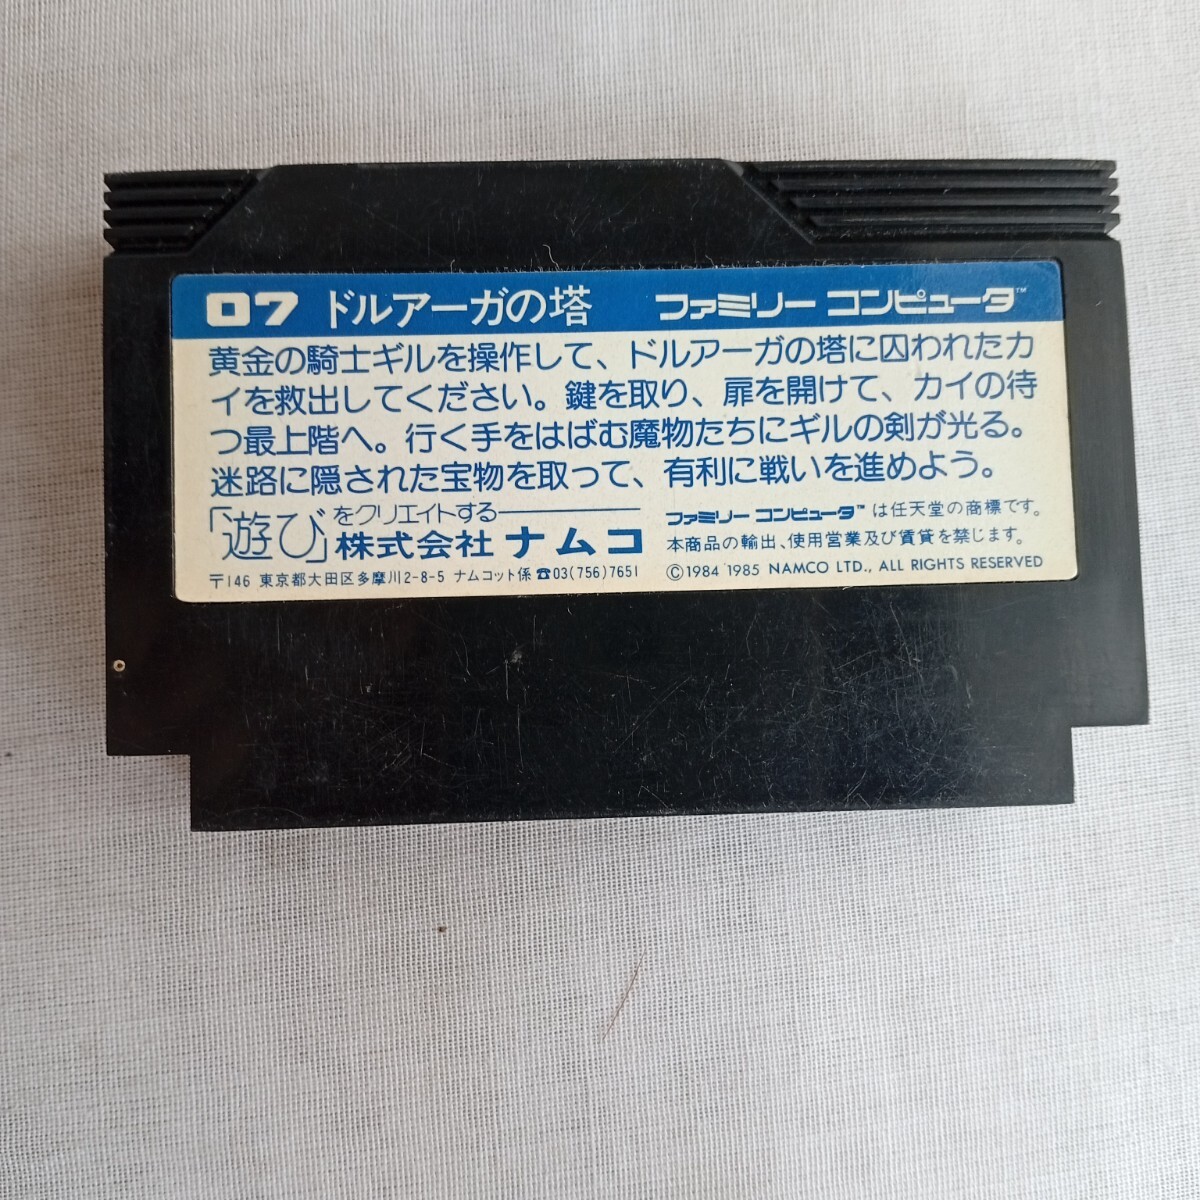 07 ドルアーガの塔 ファミリー コンピュータ™
黄金の騎士ギルを操作して、ドルアーガの塔に囚われたカ
イを救出してください。鍵を取り、扉を開けて、カイの待
つ最上階へ。行く手をはばむ魔物たちにギルの剣が光る。
迷路に隠された宝物を取って、有利に戦いを進めよう。
「遊び」をクリエイトする
株式会社 ナムコ
〒146 東京都大田区多摩川2-8-5 ナムコット係 ☎03(756)7651
ファミリー コンピュータ™ は任天堂の商標です。
本商品の輸出、使用営業及び賃貸を禁じます。
©1984 1985 NAMCO LTD., ALL RIGHTS RESERVED